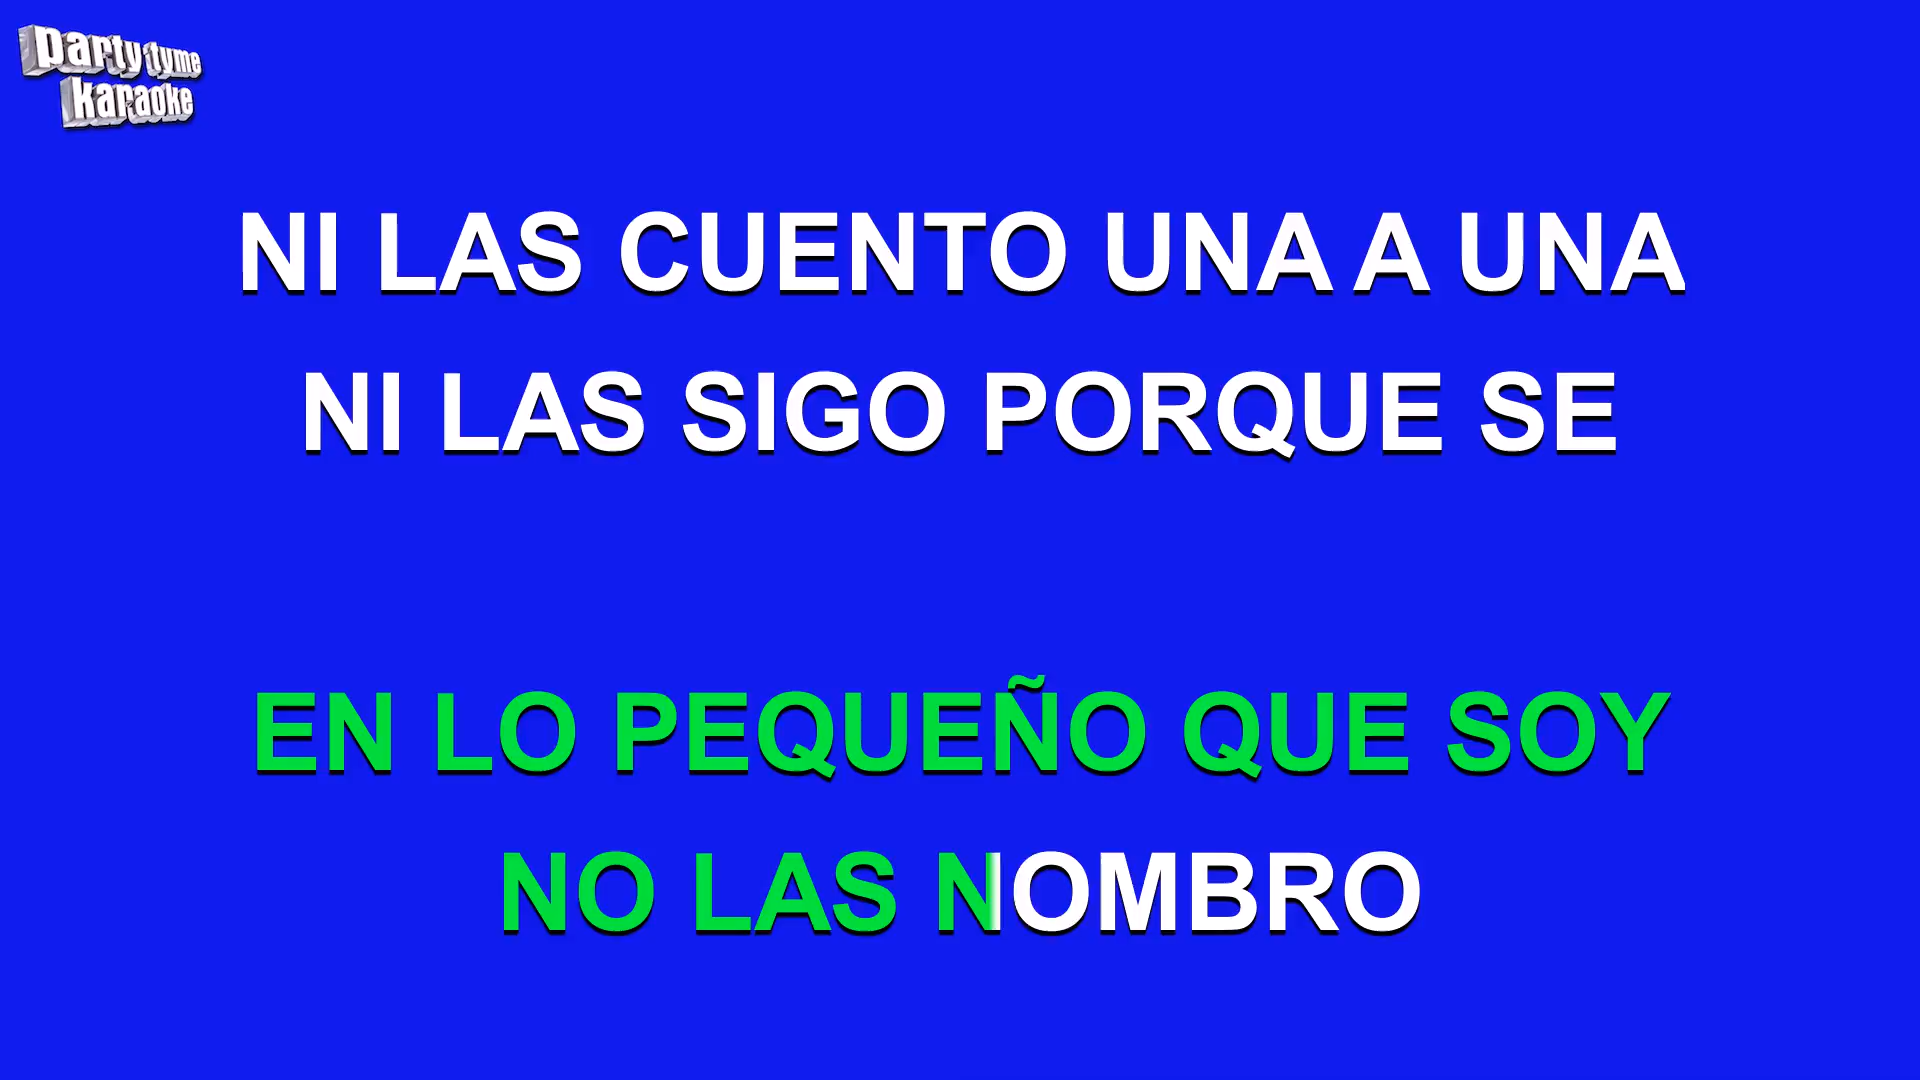 party tyme
karaoke
NI LAS CUENTO UNA A UNA
NI LAS SIGO PORQUE SE
EN LO PEQUEÑO QUE SOY
NO LAS NOMBRO